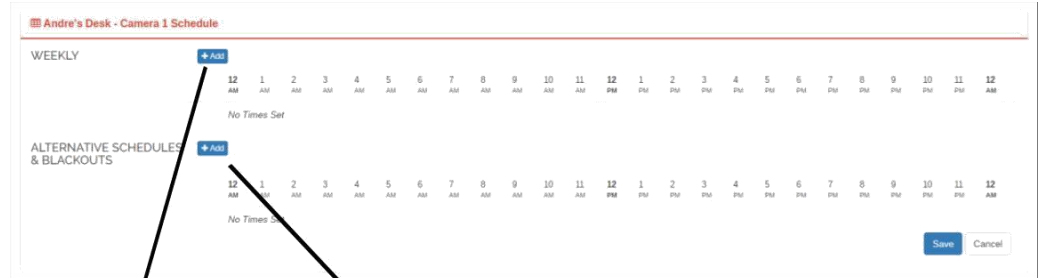 Andre's Desk - Camera 1 Schedule
WEEKLY
+ Add
12 1 2 3 4 5 6 7 8 9 10 11 12 1 2 3 4 5 6 7 8 9 10 11 12
AM AM AM AM AM AM AM AM AM AM AM AM PM PM PM PM PM PM PM PM PM PM PM PM AM
No Times Set
ALTERNATIVE SCHEDULES
& BLACKOUTS
+ Add
12 1 2 3 4 5 6 7 8 9 10 11 12 1 2 3 4 5 6 7 8 9 10 11 12
AM AM AM AM AM AM AM AM AM AM AM AM PM PM PM PM PM PM PM PM PM PM PM PM AM
No Times Set
Save Cancel